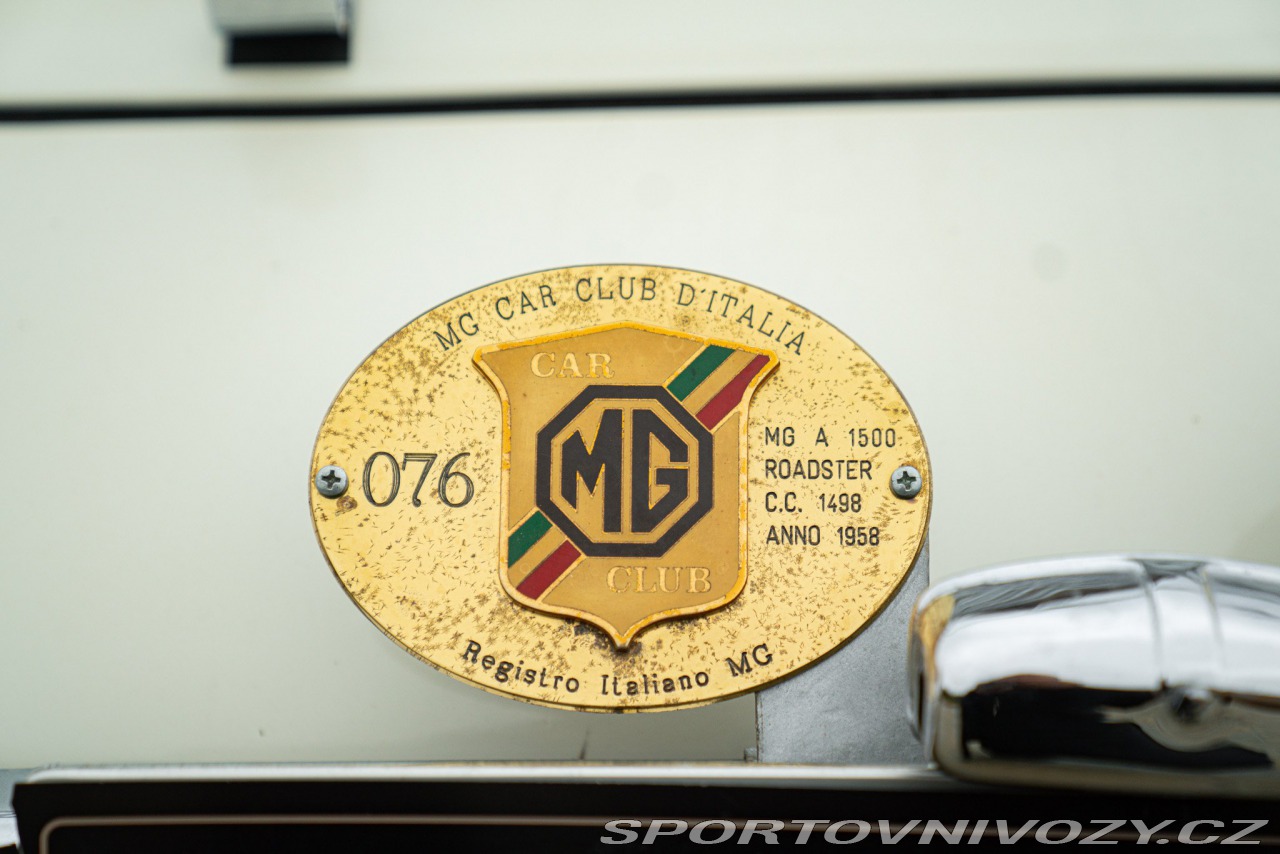 MG CAR CLUB D'ITALIA
CAR
MG
CLUB
076
MG A 1500
ROADSTER
C.C. 1498
ANNO 1958
Registro Italiano MG
SPORTOVNIVOZY.CZ